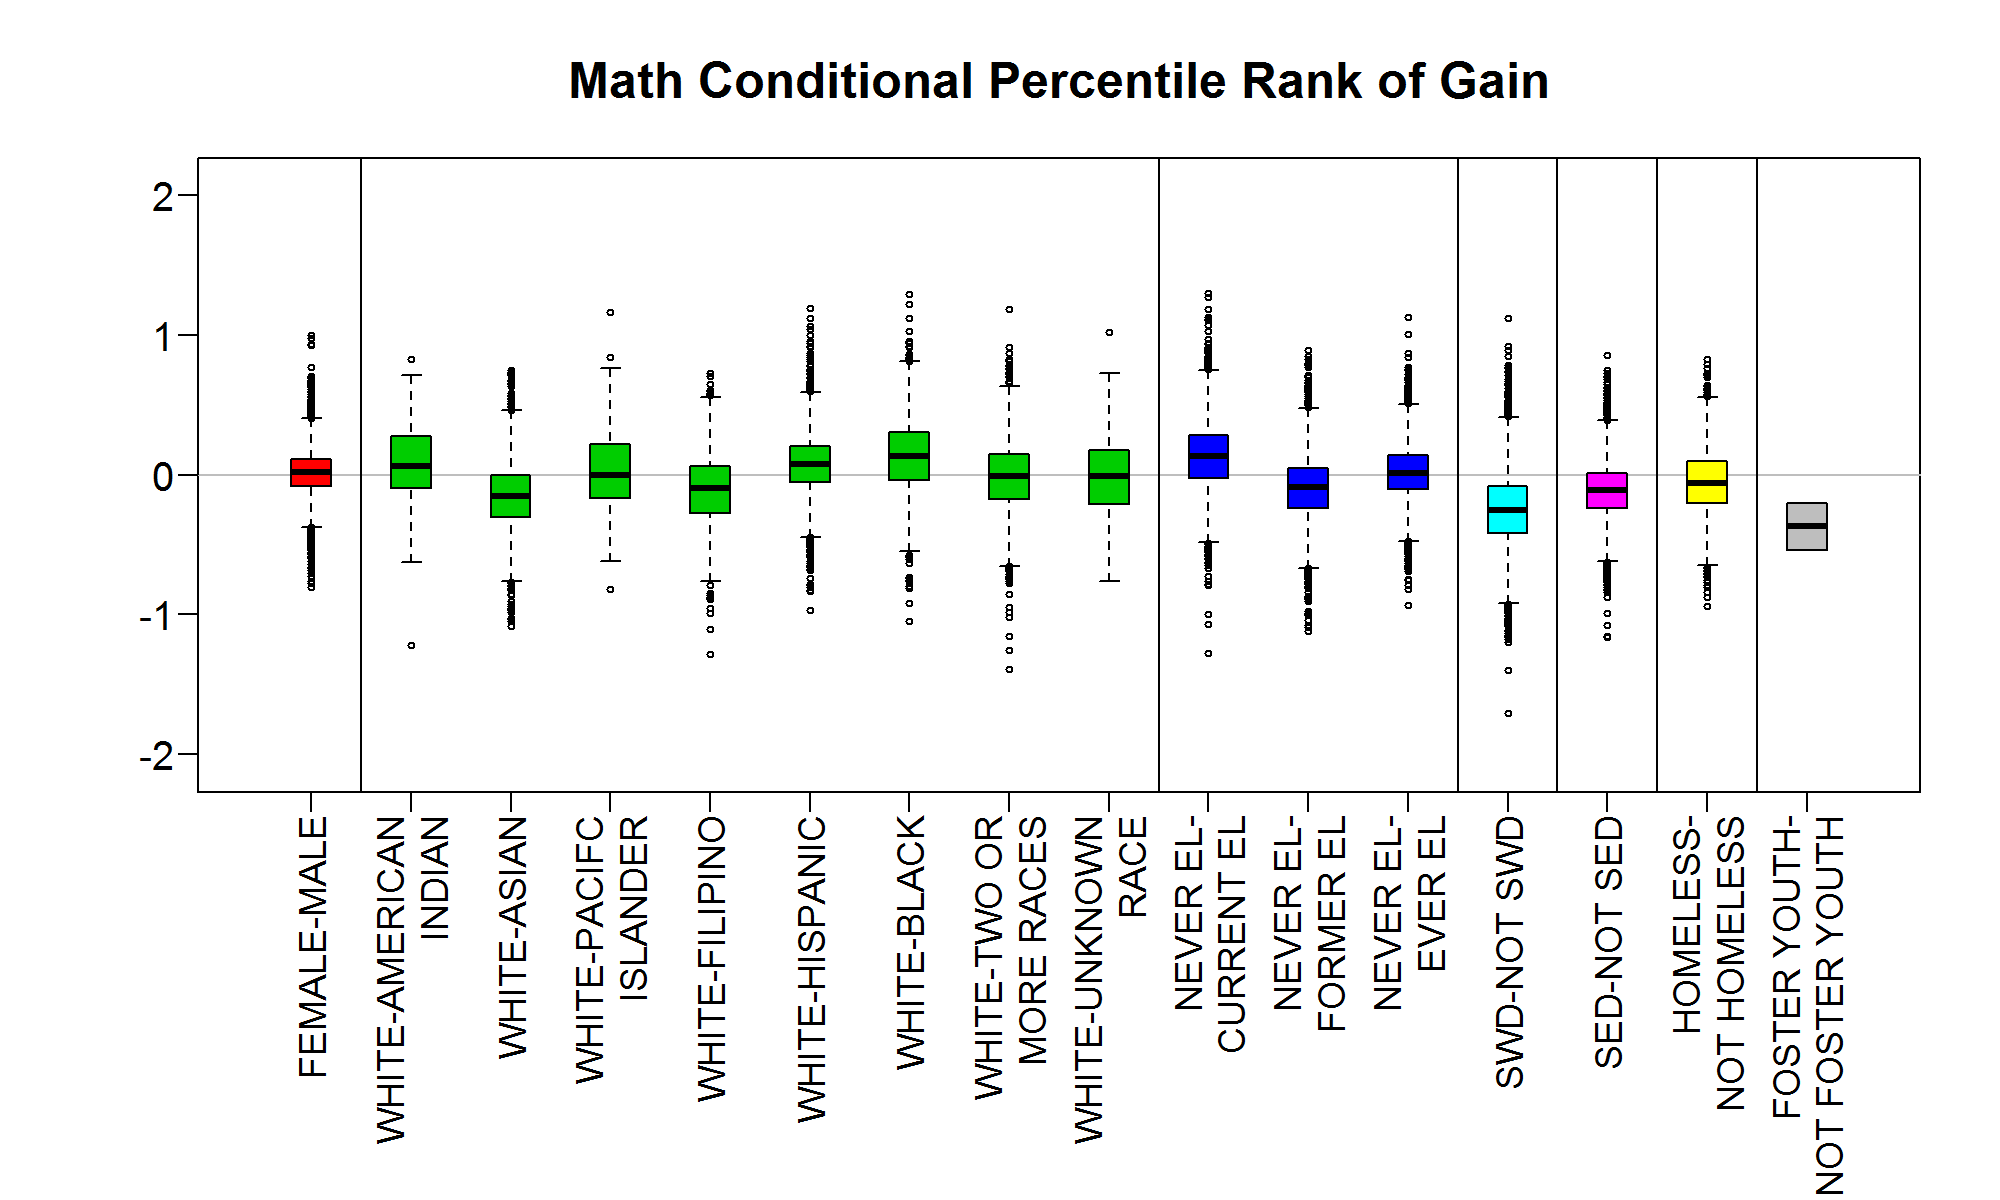 Math Conditional Percentile Rank of Gain
2
1
0
-1
-2
FEMALE-MALE
WHITE-AMERICAN
INDIAN
WHITE-ASIAN
WHITE-PACIFC
ISLANDER
WHITE-FILIPINO
WHITE-HISPANIC
WHITE-BLACK
WHITE-TWO OR
MORE RACES
WHITE-UNKNOWN
RACE
NEVER EL-
CURRENT EL
NEVER EL-
FORMER EL
NEVER EL-
EVER EL
SWD-NOT SWD
SED-NOT SED
HOMELESS-
NOT HOMELESS
FOSTER YOUTH-
NOT FOSTER YOUTH